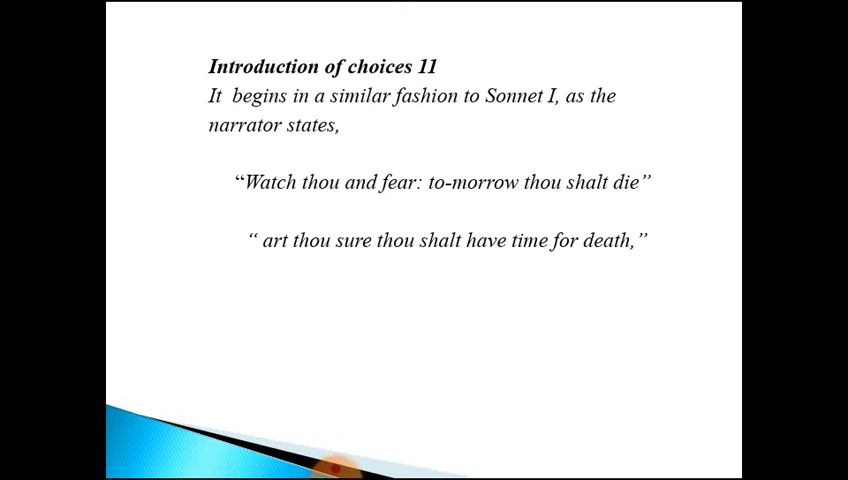 Introduction of choices 11
It begins in a similar fashion to Sonnet I, as the
narrator states,
“Watch thou and fear: to-morrow thou shalt die”
“ art thou sure thou shalt have time for death,”